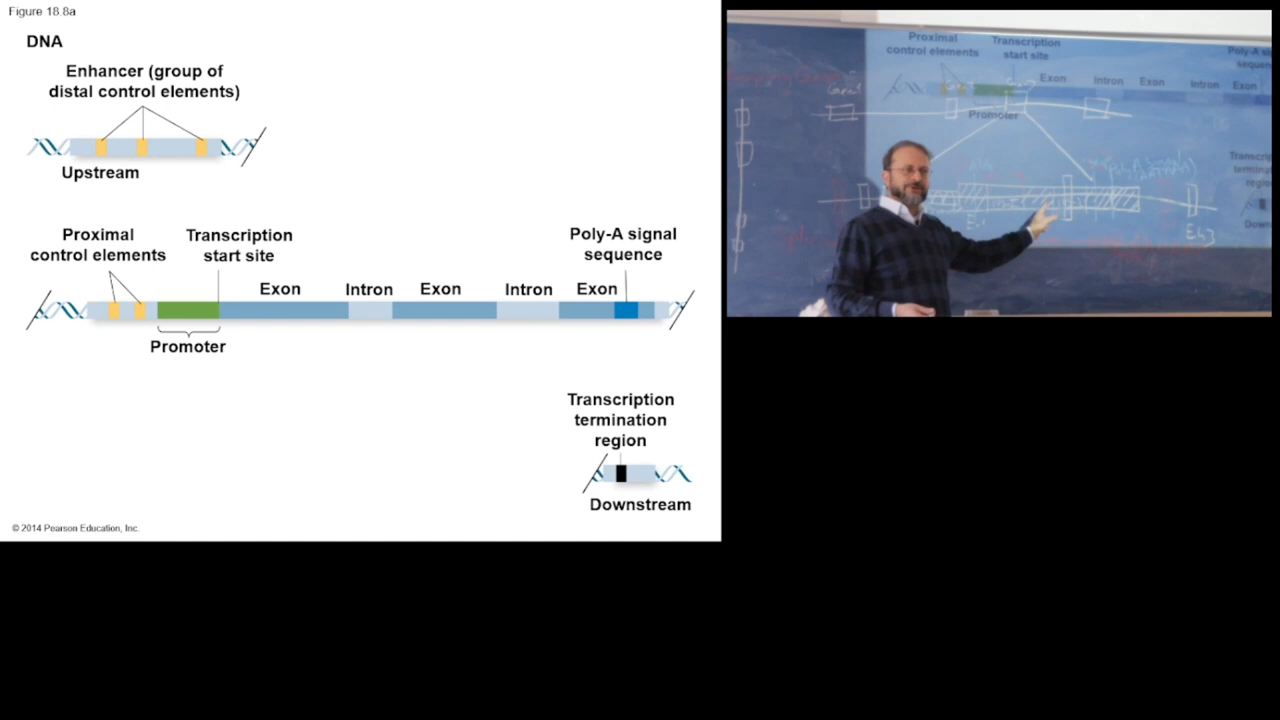 Figure 18.8a
DNA
Enhancer (group of
distal control elements)
Upstream
Proximal
control elements
Transcription
start site
Poly-A signal
sequence
Exon
Intron
Exon
Intron
Exon
Promoter
Transcription
termination
region
Downstream
© 2014 Pearson Education, Inc.
Proximal
control elements
Transcription
start site
Poly-A
Exon
Intron
Exon
Intron
Exon
Promoter